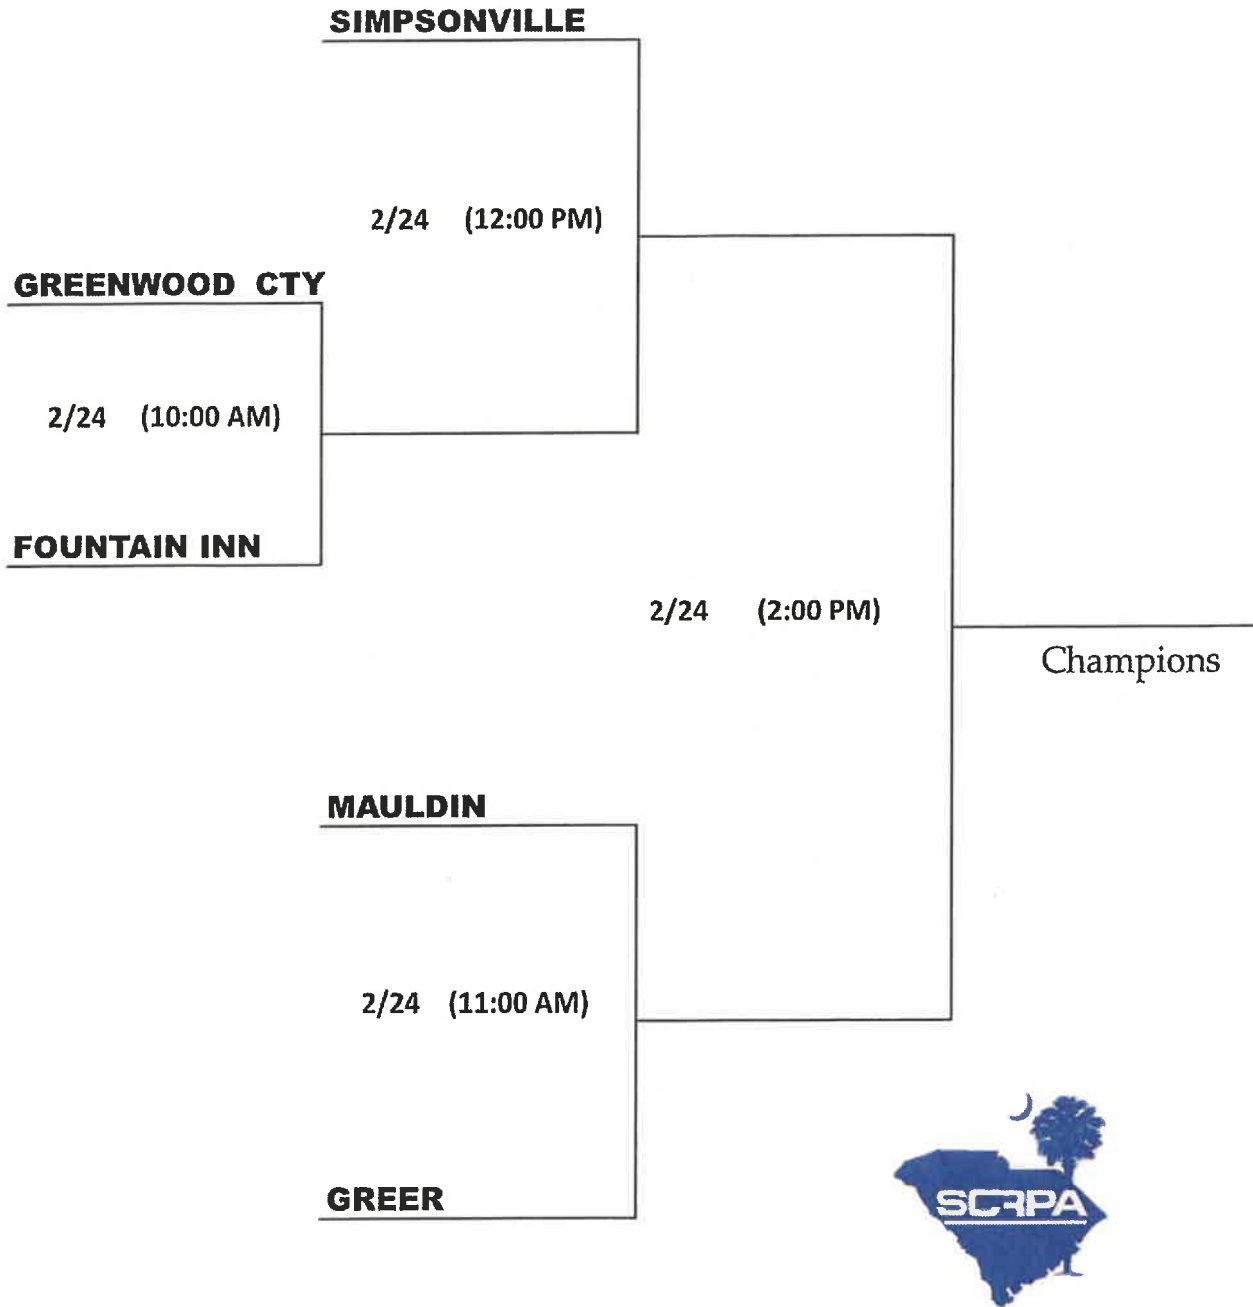 SIMPSONVILLE
2/24 (12:00 PM)
GREENWOOD CTY
2/24 (10:00 AM)
FOUNTAIN INN
2/24 (2:00 PM)
Champions
MAULDIN
2/24 (11:00 AM)
GREER
SCRPA